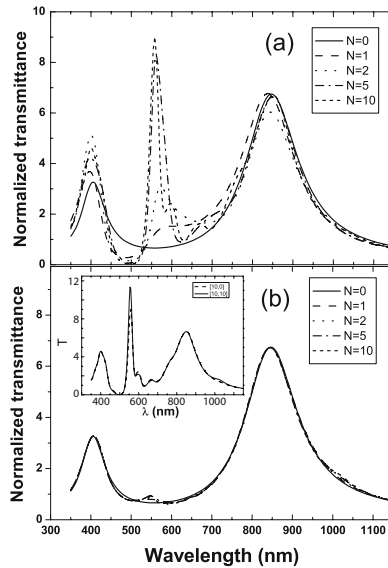 (a)
N=0
N=1
N=2
N=5
N=10
Normalized transmittance
10
8
6
4
2
0
(b)
N=0
N=1
N=2
N=5
N=10
[10,0]
[10,10]
T
12
8
4
0
400 600 800 1000
λ (nm)
Normalized transmittance
8
6
4
2
0
300 400 500 600 700 800 900 1000 1100
Wavelength (nm)